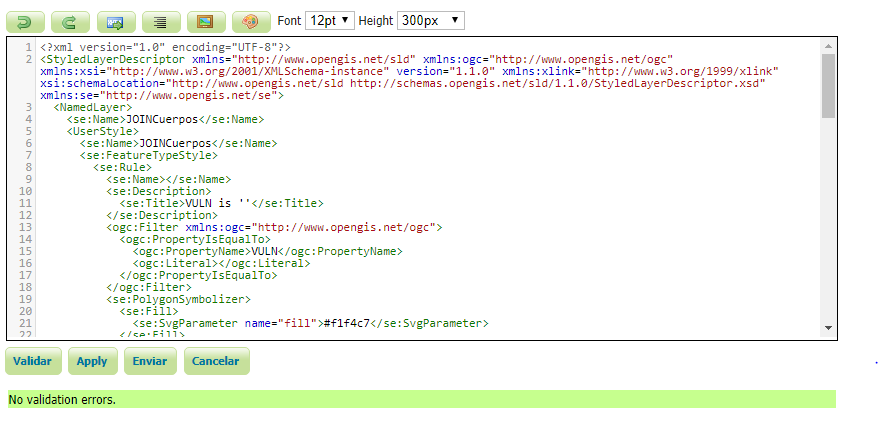 Font 12pt Height 300px
1 <?xml version="1.0" encoding="UTF-8"?>
2 <StyledLayerDescriptor xmlns="http://www.opengis.net/sld" xmlns:ogc="http://www.opengis.net/ogc"
xmlns:xsi="http://www.w3.org/2001/XMLSchema-instance" version="1.1.0" xmlns:xlink="http://www.w3.org/1999/xlink"
xsi:schemaLocation="http://www.opengis.net/sld http://schemas.opengis.net/sld/1.1.0/StyledLayerDescriptor.xsd"
xmlns:se="http://www.opengis.net/se">
3 <NamedLayer>
4 <se:Name>JOINCuerpos</se:Name>
5 <UserStyle>
6 <se:Name>JOINCuerpos</se:Name>
7 <se:FeatureTypeStyle>
8 <se:Rule>
9 <se:Name></se:Name>
10 <se:Description>
11 <se:Title>VULN is ''</se:Title>
12 </se:Description>
13 <ogc:Filter xmlns:ogc="http://www.opengis.net/ogc">
14 <ogc:PropertyIsEqualTo>
15 <ogc:PropertyName>VULN</ogc:PropertyName>
16 <ogc:Literal></ogc:Literal>
17 </ogc:PropertyIsEqualTo>
18 </ogc:Filter>
19 <se:PolygonSymbolizer>
20 <se:Fill>
21 <se:SvgParameter name="fill">#f1f4c7</se:SvgParameter>
22 </se:Fill>
Validar Apply Enviar Cancelar
No validation errors.